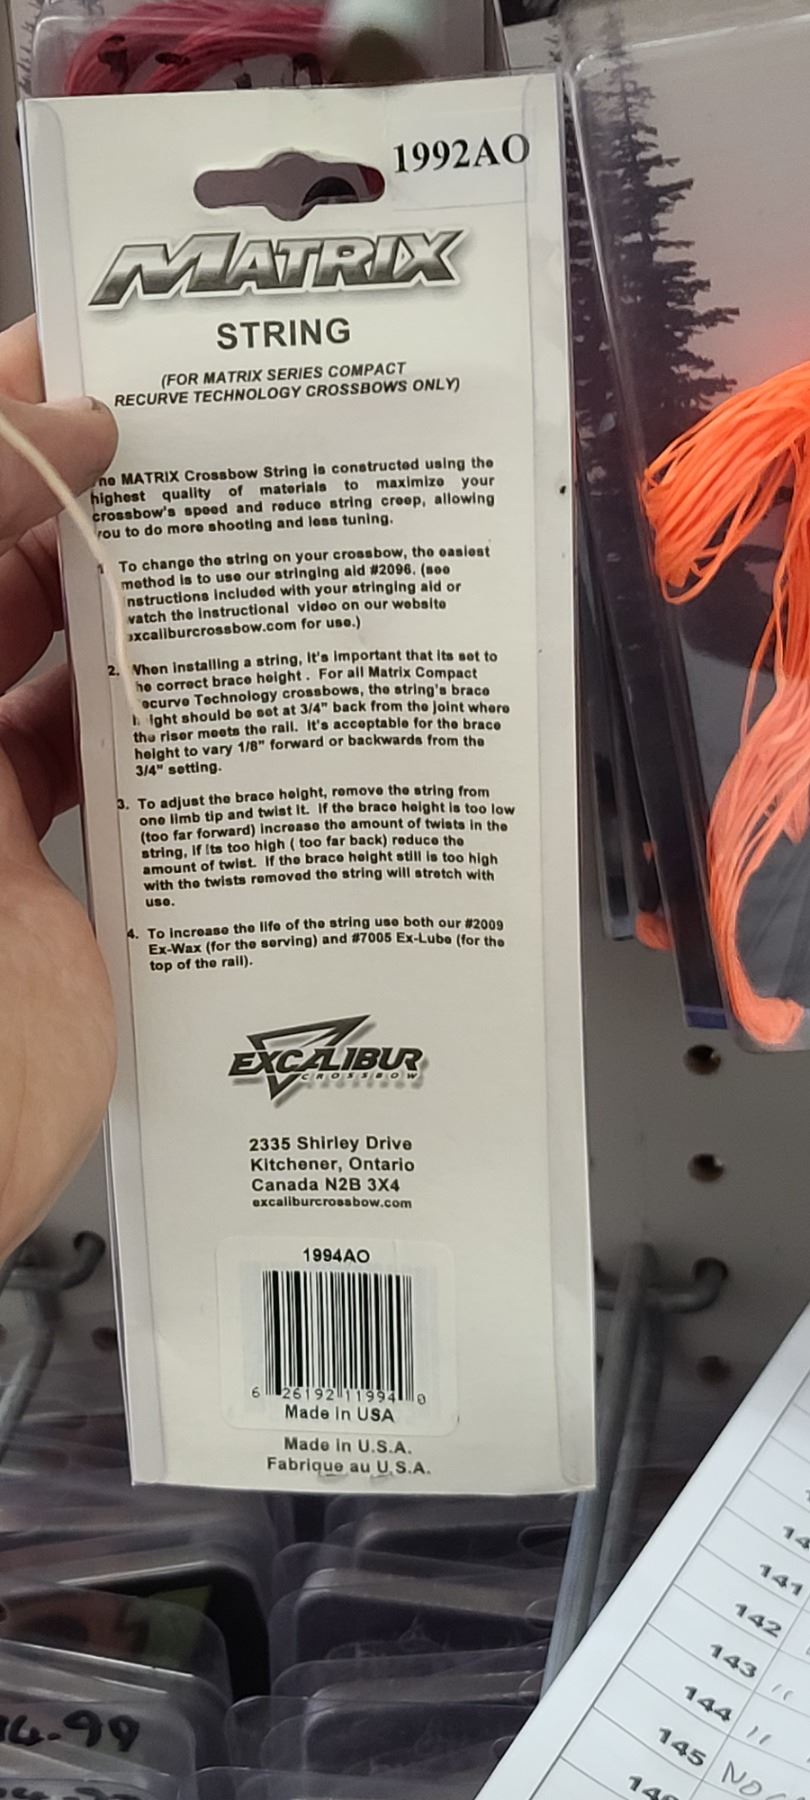 1992AO
MATRIX
STRING
(FOR MATRIX SERIES COMPACT
RECURVE TECHNOLOGY CROSSBOWS ONLY)
he MATRIX Crossbow String is constructed using the
highest quality of materials to maximize your
crossbow's speed and reduce string creep, allowing
you to do more shooting and less tuning.
1 To change the string on your crossbow, the easiest
method is to use our stringing aid #2096. (see
nstructions included with your stringing aid or
watch the instructional video on our website
excaliburcrossbow.com for use.)
2. When installing a string, it's important that its set to
he correct brace height . For all Matrix Compact
ecurve Technology crossbows, the string's brace
h ight should be set at 3/4" back from the joint where
the riser meets the rail. It's acceptable for the brace
height to vary 1/8" forward or backwards from the
3/4" setting.
3. To adjust the brace height, remove the string from
one limb tip and twist it. If the brace height is too low
(too far forward) increase the amount of twists in the
string, if its too high ( too far back) reduce the
amount of twist. If the brace height still is too high
with the twists removed the string will stretch with
use.
4. To increase the life of the string use both our #2009
Ex-Wax (for the serving) and #7005 Ex-Lube (for the
top of the rail).
EXCALIBUR
CROSSBOW
2335 Shirley Drive
Kitchener, Ontario
Canada N2B 3X4
excaliburcrossbow.com
1994AO
6 26192 11994 0
Made in USA
Made in U.S.A.
Fabrique au U.S.A.
141
142
143 "
144 "
145 No
14.99